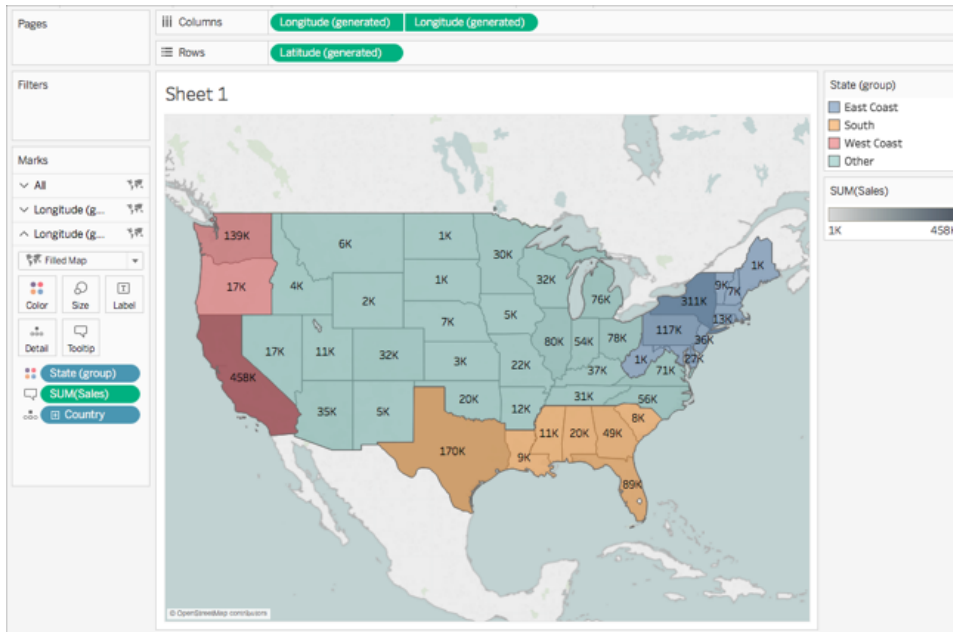 Pages
Columns
Longitude (generated)
Longitude (generated)
Rows
Latitude (generated)
Filters
Sheet 1
State (group)
East Coast
South
West Coast
Other
SUM(Sales)
1K
458K
Marks
All
Longitude (g...
Longitude (g...
Filled Map
Color
Size
Label
Detail
Tooltip
State (group)
SUM(Sales)
Country
139K
6K
1K
30K
1K
9K
7K
17K
4K
1K
32K
76K
311K
2K
13K
5K
117K
36K
7K
80K
54K
78K
27K
17K
11K
32K
3K
22K
1K
71K
37K
458K
20K
31K
56K
35K
5K
12K
8K
11K
20K
49K
170K
9K
89K
© OpenStreetMap contributors